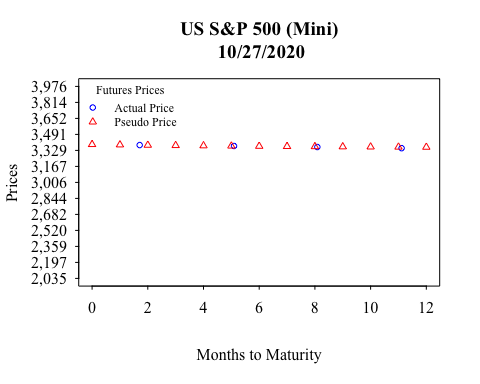 US S&P 500 (Mini)
10/27/2020
Futures Prices
Actual Price
Pseudo Price
Prices
3,976
3,814
3,652
3,491
3,329
3,167
3,006
2,844
2,682
2,520
2,359
2,197
2,035
0 2 4 6 8 10 12
Months to Maturity